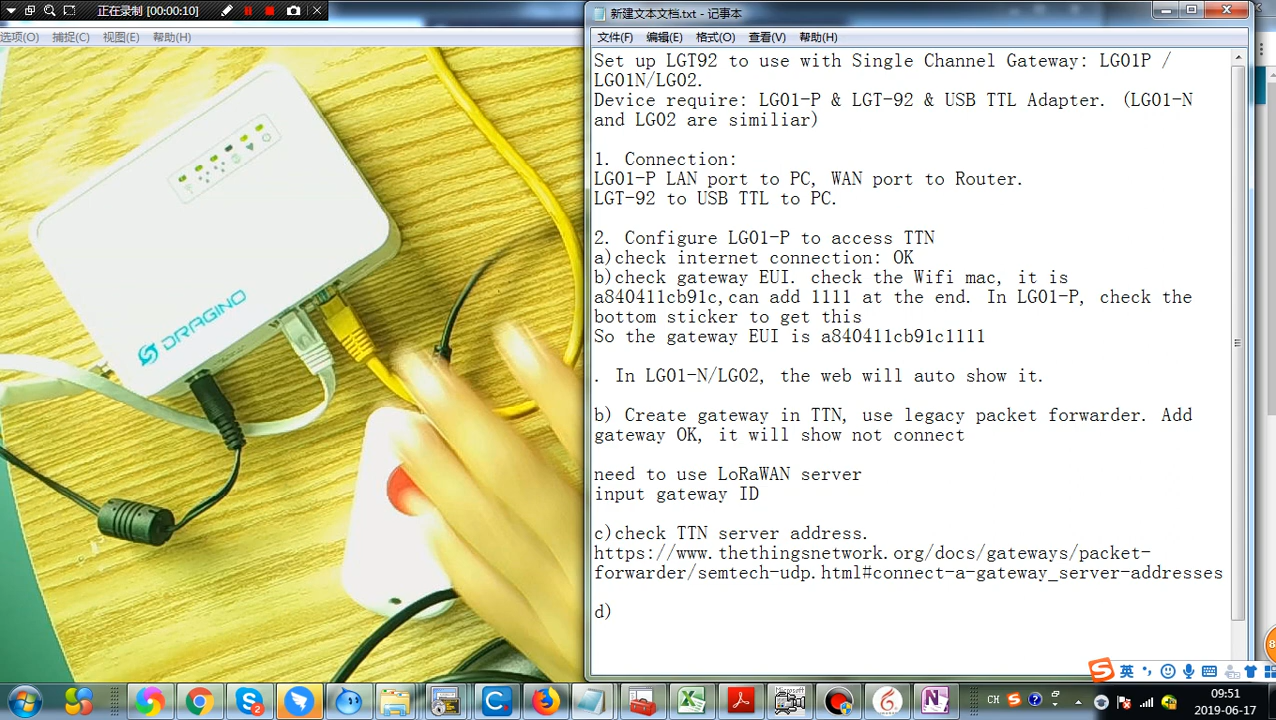 正在录制 [00:00:10]
选项(O) 捕捉(C) 视图(E) 帮助(H)
DRAGINO
新建文本文档.txt - 记事本
文件(F) 编辑(E) 格式(O) 查看(V) 帮助(H)
Set up LGT92 to use with Single Channel Gateway: LG01P /
LG01N/LG02.
Device require: LG01-P & LGT-92 & USB TTL Adapter. (LG01-N
and LG02 are similiar)
1. Connection:
LG01-P LAN port to PC, WAN port to Router.
LGT-92 to USB TTL to PC.
2. Configure LG01-P to access TTN
a)check internet connection: OK
b)check gateway EUI. check the Wifi mac, it is
a840411cb91c,can add 1111 at the end. In LG01-P, check the
bottom sticker to get this
So the gateway EUI is a840411cb91c1111
. In LG01-N/LG02, the web will auto show it.
b) Create gateway in TTN, use legacy packet forwarder. Add
gateway OK, it will show not connect
need to use LoRaWAN server
input gateway ID
c)check TTN server address.
https://www.thethingsnetwork.org/docs/gateways/packet-
forwarder/semtech-udp.html#connect-a-gateway_server-addresses
d)
英
CH
09:51
2019-06-17